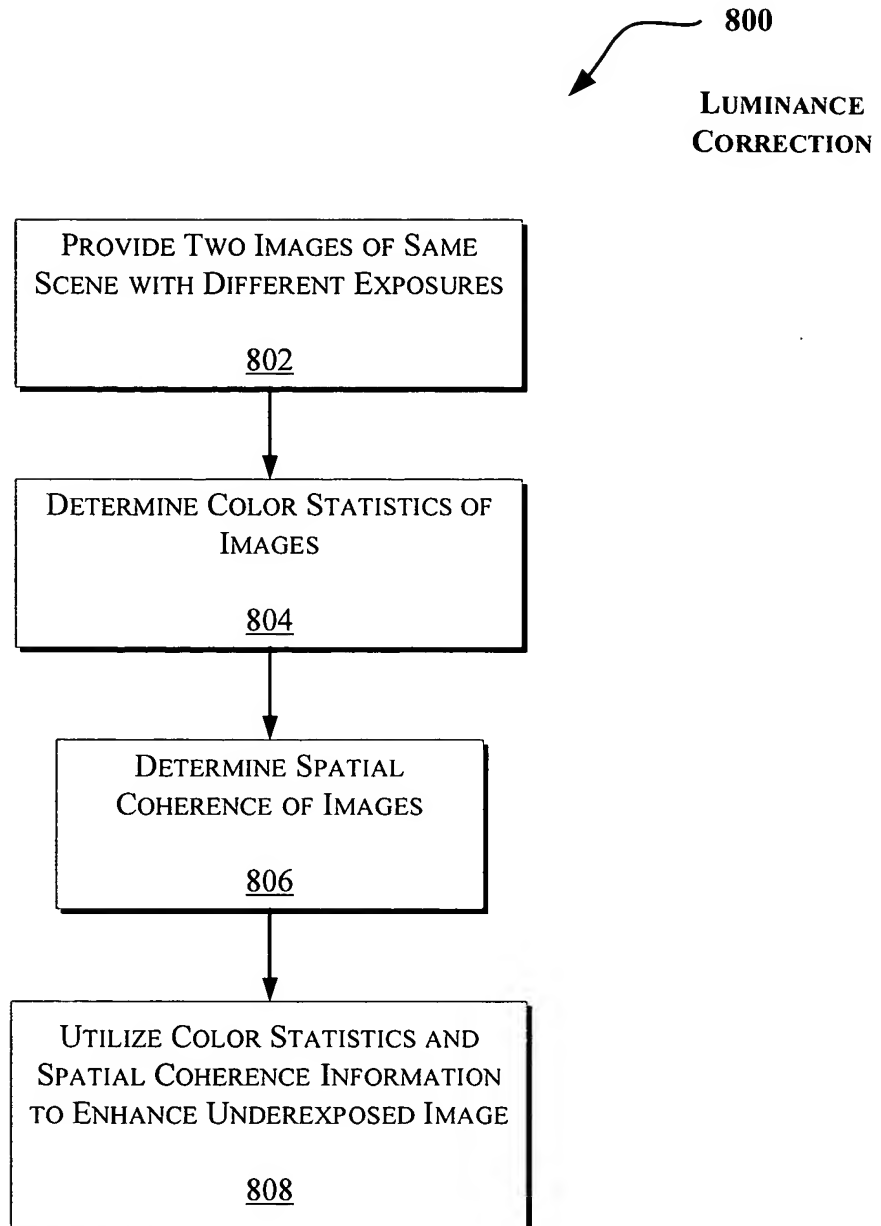 800
LUMINANCE
CORRECTION
PROVIDE TWO IMAGES OF SAME
SCENE WITH DIFFERENT EXPOSURES
802
DETERMINE COLOR STATISTICS OF
IMAGES
804
DETERMINE SPATIAL
COHERENCE OF IMAGES
806
UTILIZE COLOR STATISTICS AND
SPATIAL COHERENCE INFORMATION
TO ENHANCE UNDEREXPOSED IMAGE
808